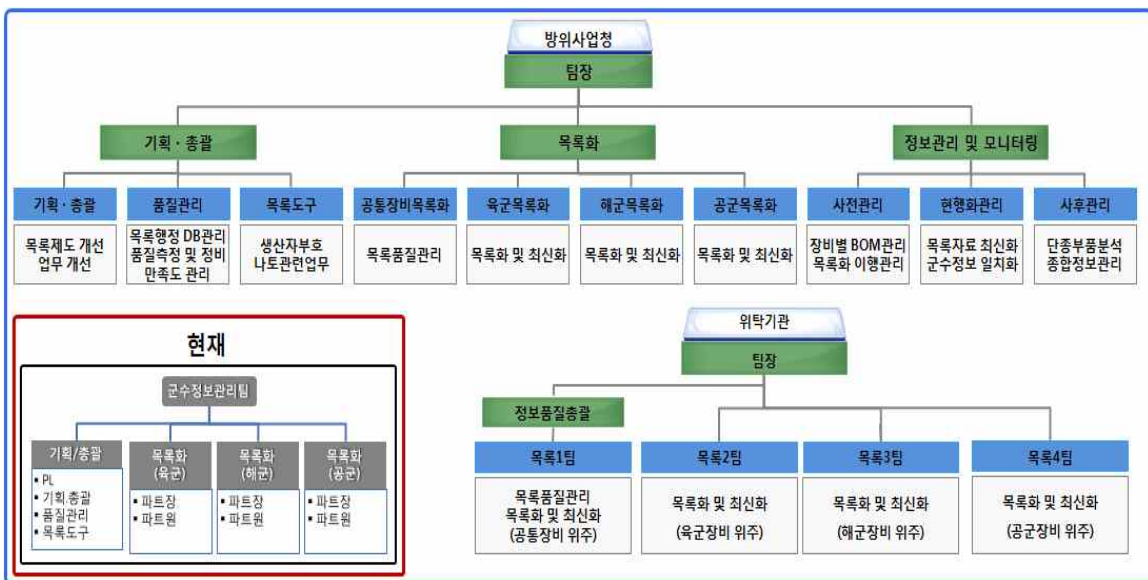 방위사업청
팀장
기획 · 총괄
목록화
정보관리 및 모니터링
기획 · 총괄
품질관리
목록도구
공통장비목록화
육군목록화
해군목록화
공군목록화
사전관리
현행화관리
사후관리
목록제도 개선
업무 개선
목록행정 DB관리
품질측정 및 정비
만족도 관리
생산자부호
나토관련업무
목록품질관리
목록화 및 최신화
목록화 및 최신화
목록화 및 최신화
장비별 BOM관리
목록화 이행관리
목록자료 최신화
군수정보 일치화
단종부품분석
종합정보관리
현재
군수정보관리팀
기획/총괄
▪ PL
▪ 기획.총괄
▪ 품질관리
▪ 목록도구
목록화
(육군)
▪ 파트장
▪ 파트원
목록화
(해군)
▪ 파트장
▪ 파트원
목록화
(공군)
▪ 파트장
▪ 파트원
위탁기관
팀장
정보품질총괄
목록1팀
목록2팀
목록3팀
목록4팀
목록품질관리
목록화 및 최신화
(공통장비 위주)
목록화 및 최신화
(육군장비 위주)
목록화 및 최신화
(해군장비 위주)
목록화 및 최신화
(공군장비 위주)